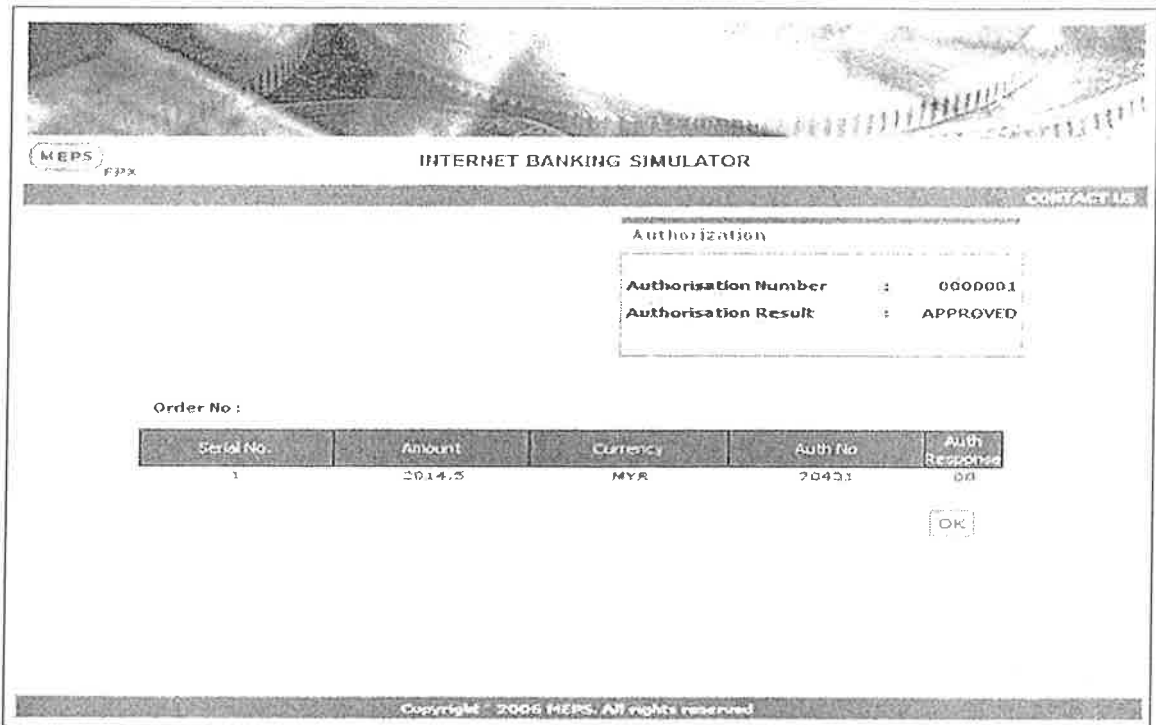 MEPS
FPX
INTERNET BANKING SIMULATOR
CONTACT US
Authorization
Authorisation Number : 0000001
Authorisation Result : APPROVED
Order No :
Serial No. Amount Currency Auth No Auth Response
1 2014.5 MYR 70401 00
OK
Copyright 2006 MEPS. All rights reserved